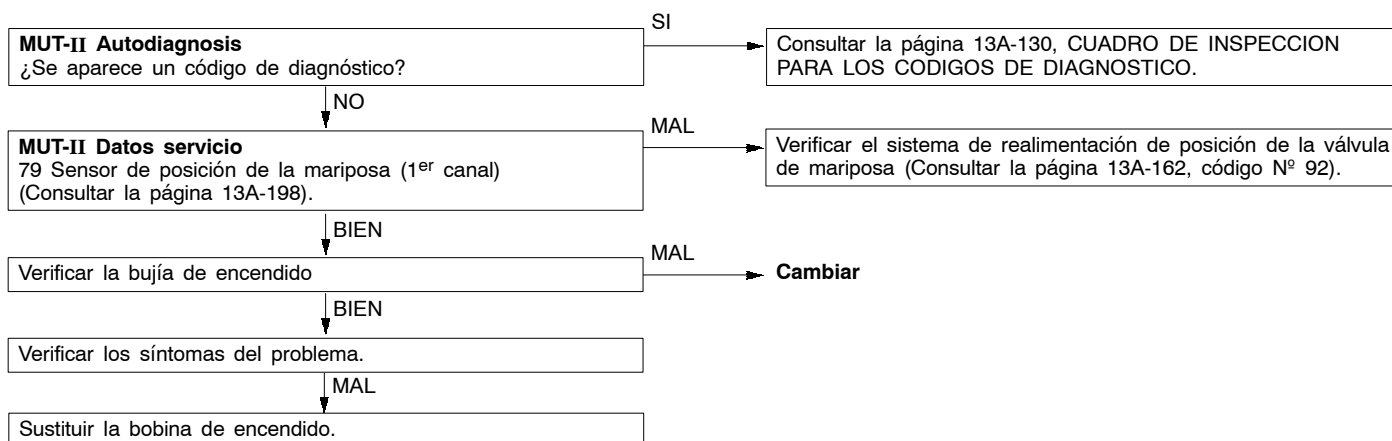 MUT-II Autodiagnosis
¿Se aparece un código de diagnóstico?
SI
Consultar la página 13A-130, CUADRO DE INSPECCION
PARA LOS CODIGOS DE DIAGNOSTICO.
NO
MUT-II Datos servicio
79 Sensor de posición de la mariposa (1er canal)
(Consultar la página 13A-198).
MAL
Verificar el sistema de realimentación de posición de la válvula
de mariposa (Consultar la página 13A-162, código Nº 92).
BIEN
Verificar la bujía de encendido
MAL
Cambiar
BIEN
Verificar los síntomas del problema.
MAL
Sustituir la bobina de encendido.